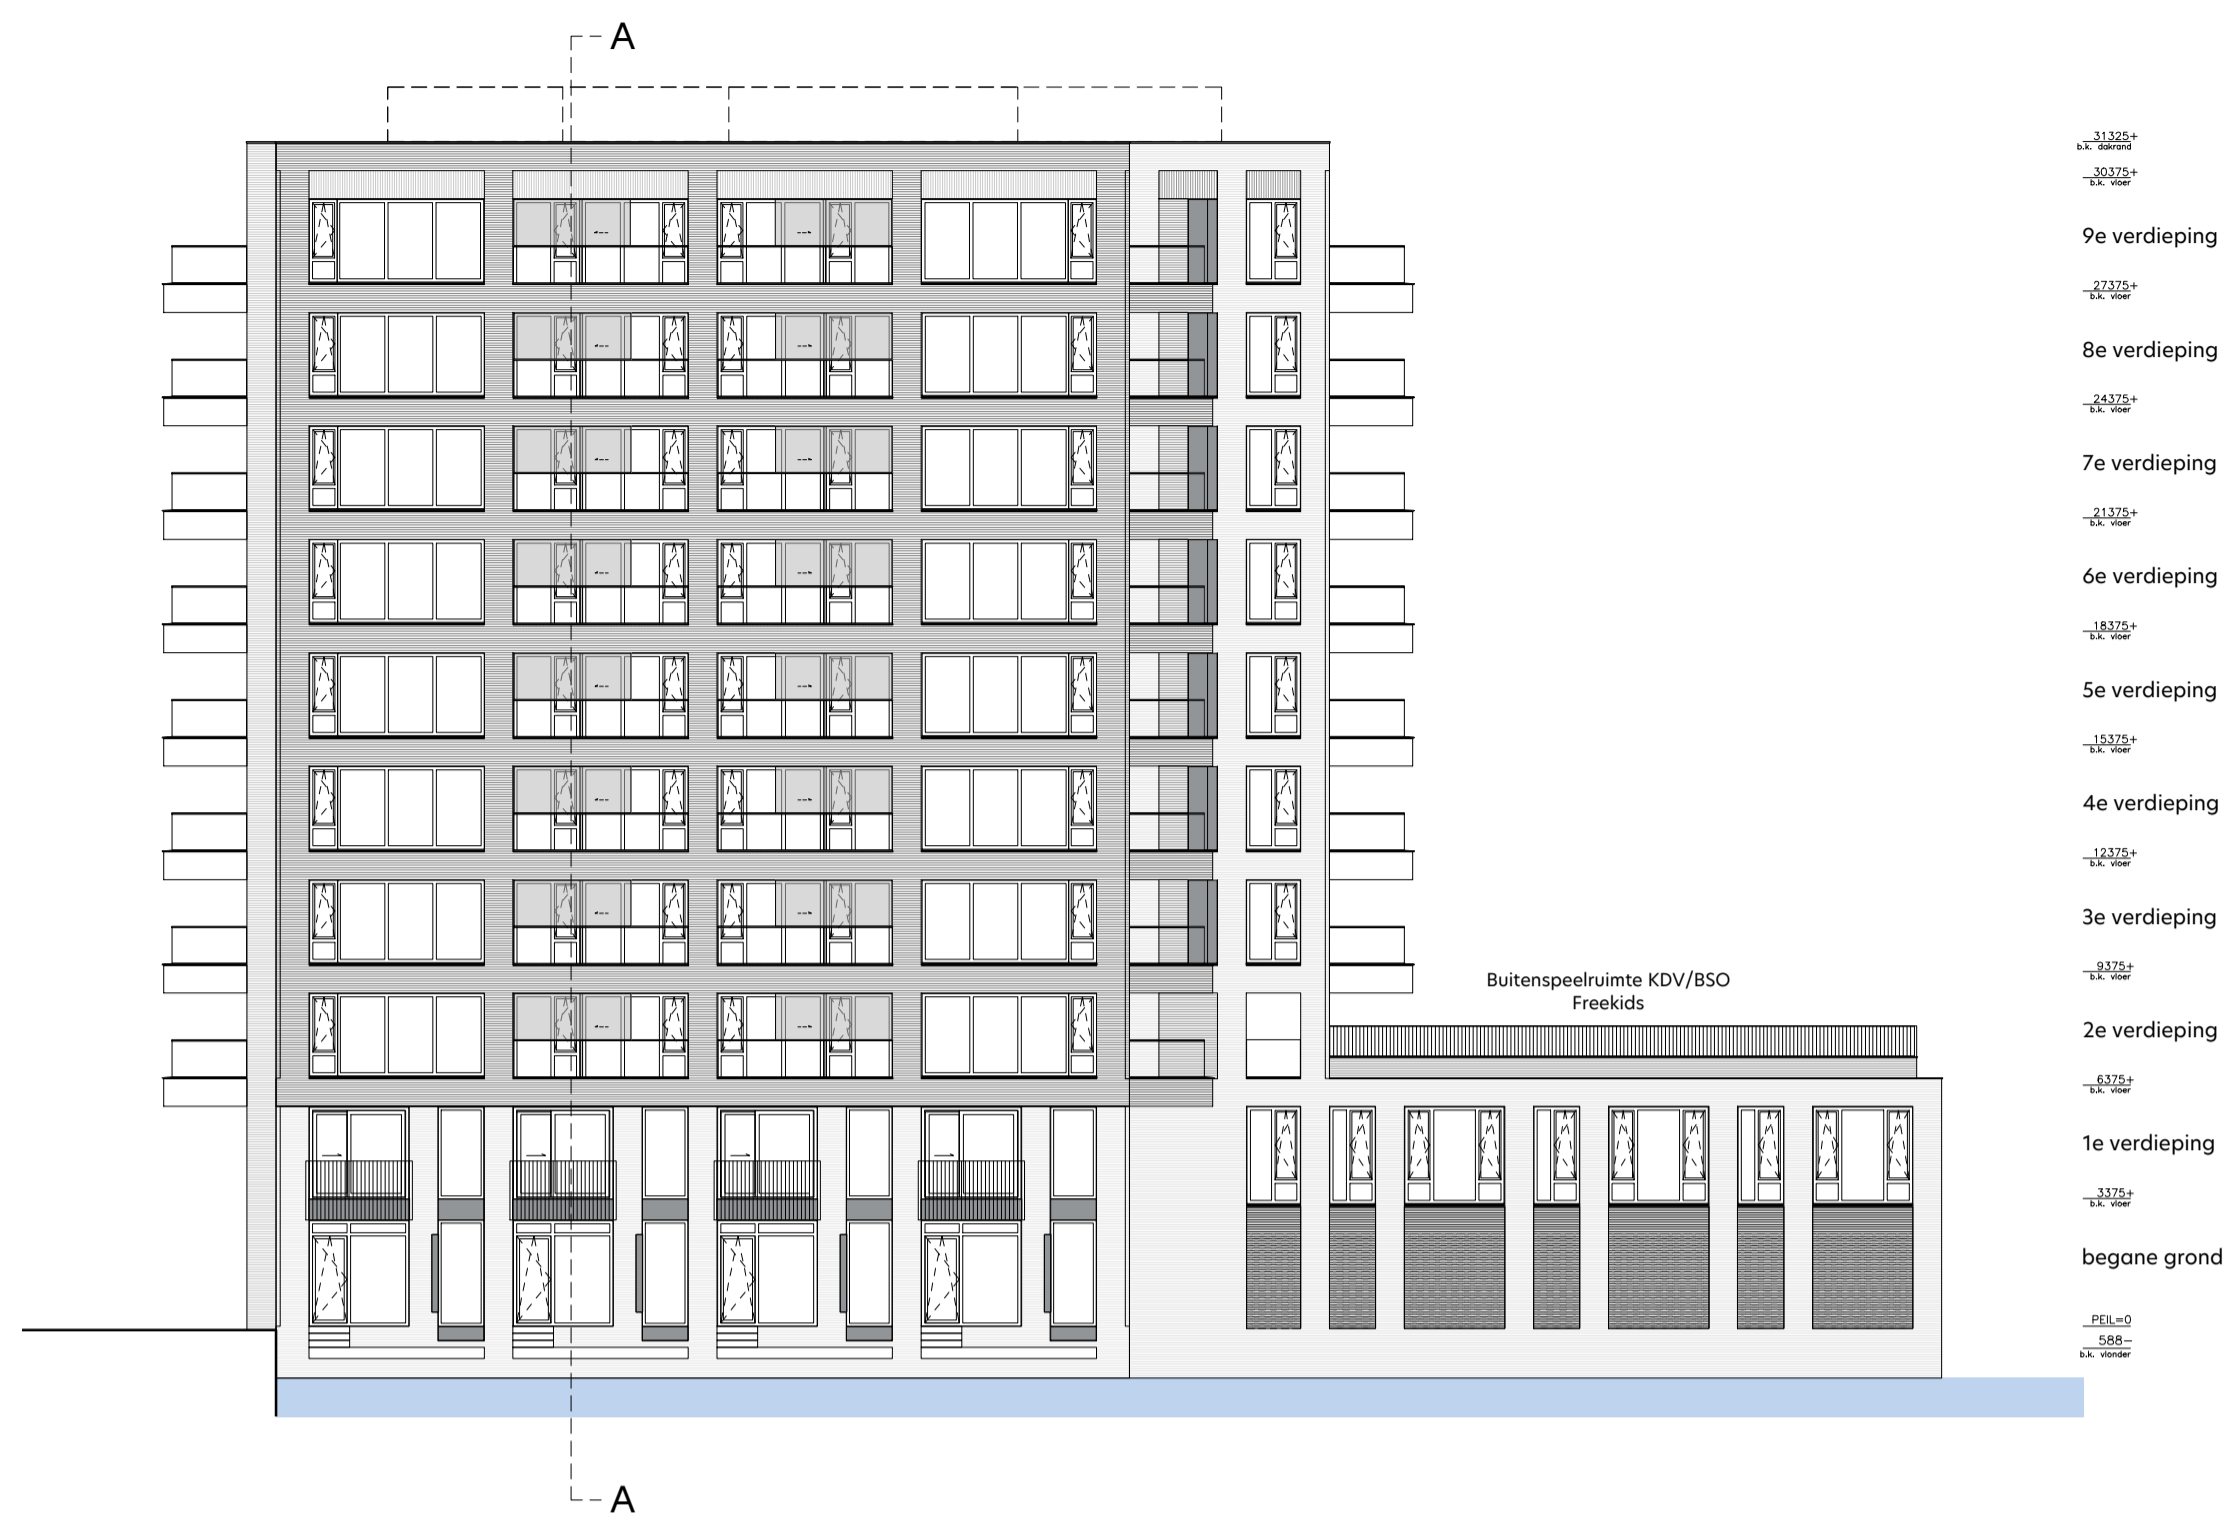 A
31325+
b.k. dakrand
30375+
b.k. vloer
9e verdieping
27375+
b.k. vloer
8e verdieping
24375+
b.k. vloer
7e verdieping
21375+
b.k. vloer
6e verdieping
18375+
b.k. vloer
5e verdieping
15375+
b.k. vloer
4e verdieping
12375+
b.k. vloer
3e verdieping
9375+
b.k. vloer
Buitenspeelruimte KDV/BSO
Freekids
2e verdieping
6375+
b.k. vloer
1e verdieping
3375+
b.k. vloer
begane grond
PEIL=0
588-
b.k. vlonder
A